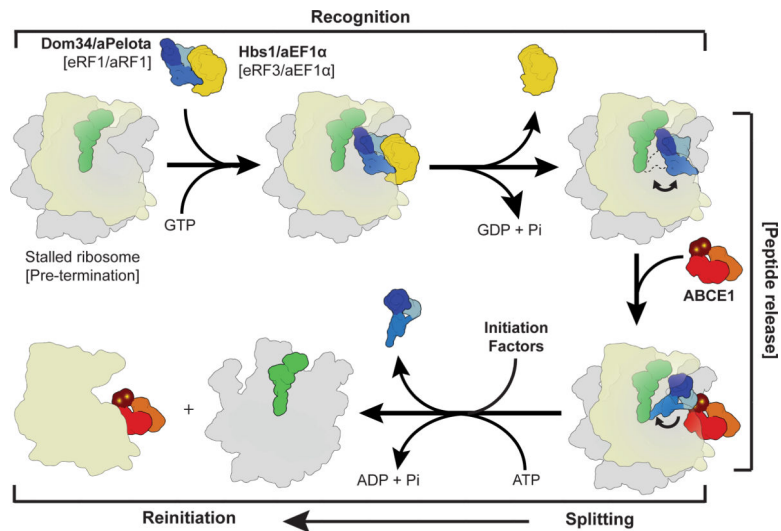 Recognition
Dom34/aPelota
[eRF1/aRF1]
Hbs1/aEF1α
[eRF3/aEF1α]
GTP
GDP + Pi
Stalled ribosome
[Pre-termination]
ABCE1
[Peptide release]
Initiation
Factors
+
ADP + Pi
ATP
Reinitiation
Splitting